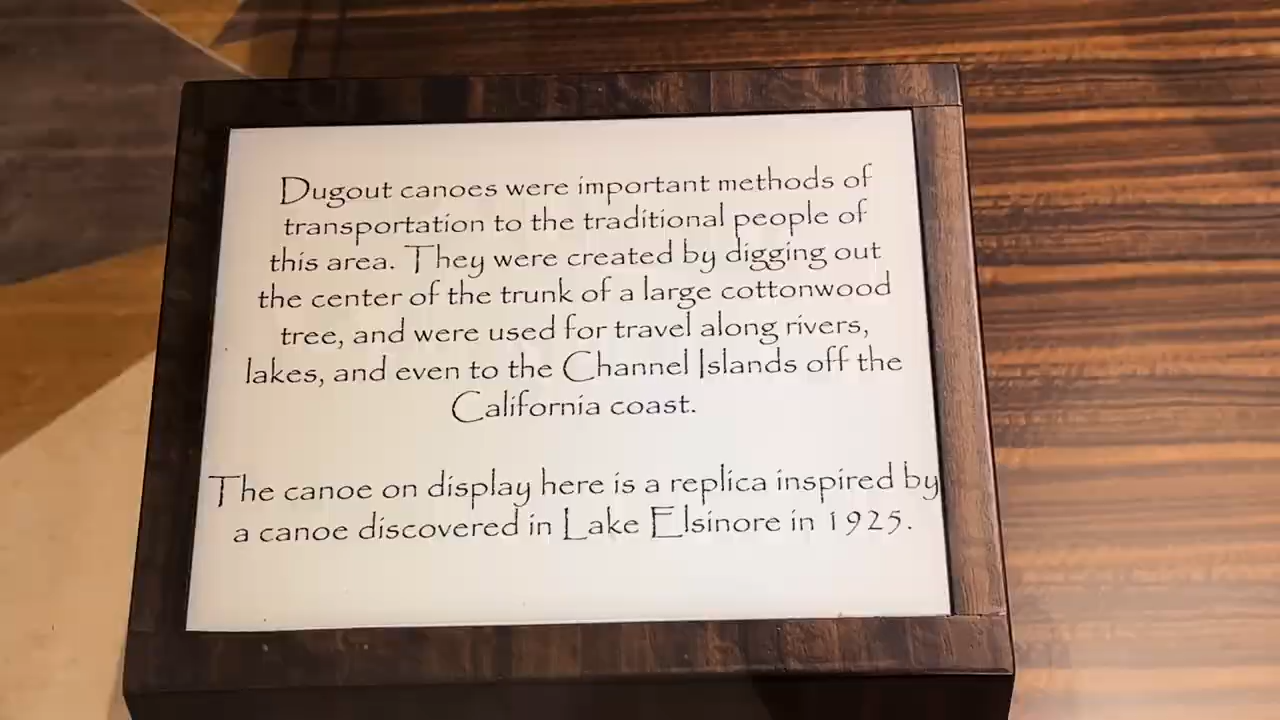 Dugout canoes were important methods of
transportation to the traditional people of
this area. They were created by digging out
the center of the trunk of a large cottonwood
tree, and were used for travel along rivers,
lakes, and even to the Channel Islands off the
California coast.
The canoe on display here is a replica inspired by
a canoe discovered in Lake Elsinore in 1925.